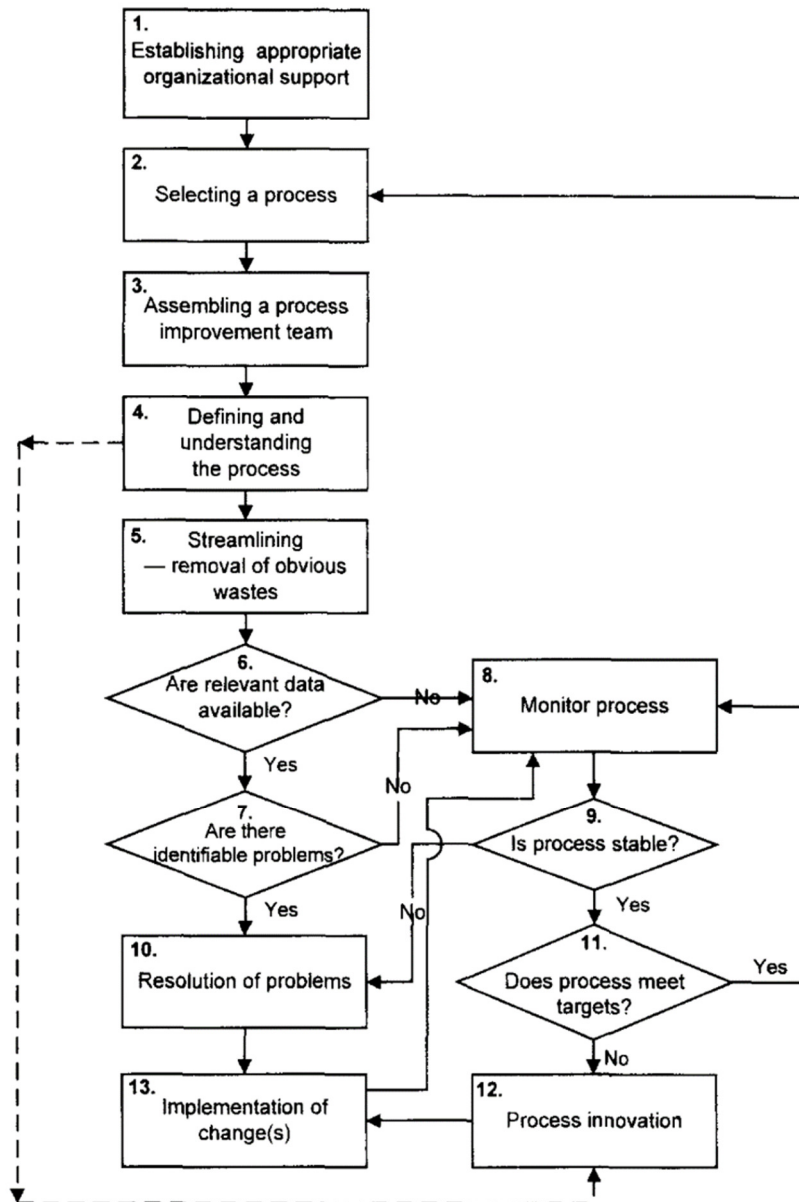 1.
Establishing appropriate
organizational support
2.
Selecting a process
3.
Assembling a process
improvement team
4.
Defining and
understanding
the process
5.
Streamlining
— removal of obvious
wastes
6.
Are relevant data
available?
No
Yes
7.
Are there
identifiable problems?
No
Yes
8.
Monitor process
9.
Is process stable?
No
Yes
10.
Resolution of problems
11.
Does process meet
targets?
Yes
No
12.
Process innovation
13.
Implementation of
change(s)